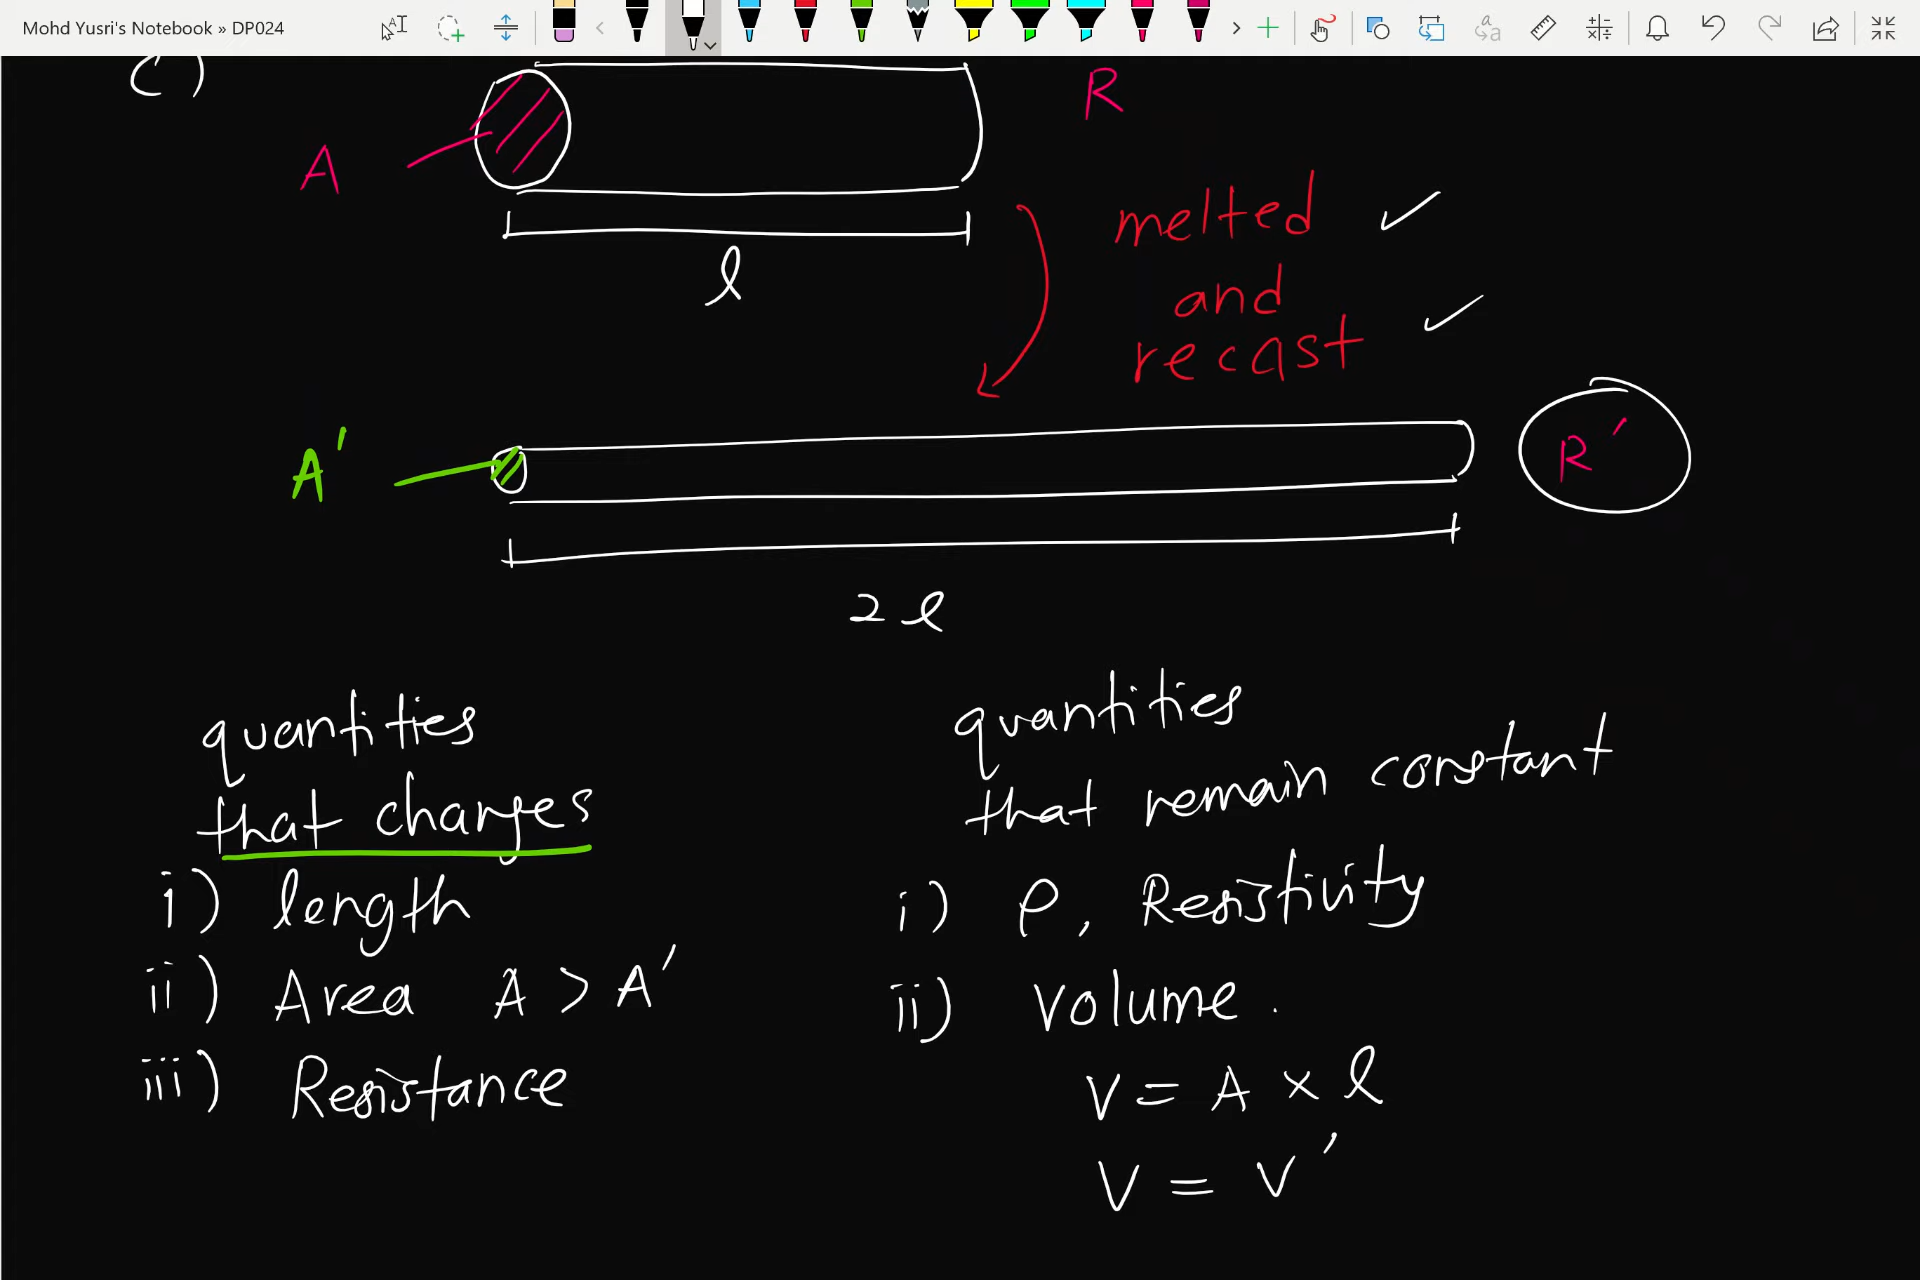 Mohd Yusri's Notebook » DP024
c)
R
A
melted ✓
l
and
recast ✓
A′
R′
2l
quantities
that changes
i) length
ii) Area A > A′
iii) Resistance
quantities
that remain constant
i) ρ, Resistivity
ii) Volume.
V = A × l
V = V′